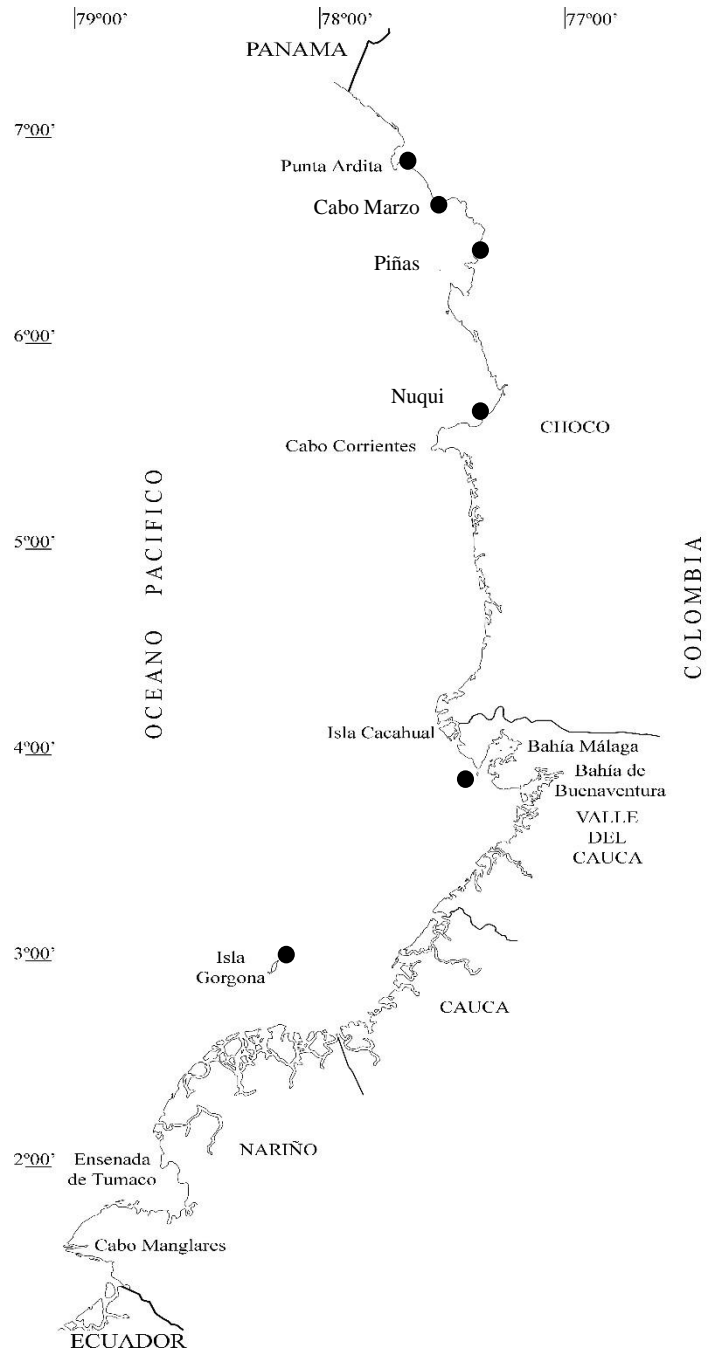 79°00'
78°00'
77°00'
PANAMA
7°00'
Punta Ardita
Cabo Marzo
Piñas
6°00'
Nuqui
CHOCO
Cabo Corrientes
OCEANO PACIFICO
5°00'
COLOMBIA
Isla Cacahual
4°00'
Bahía Málaga
Bahía de
Buenaventura
VALLE
DEL
CAUCA
3°00'
Isla
Gorgona
CAUCA
NARIÑO
2°00'
Ensenada
de Tumaco
Cabo Manglares
ECUADOR